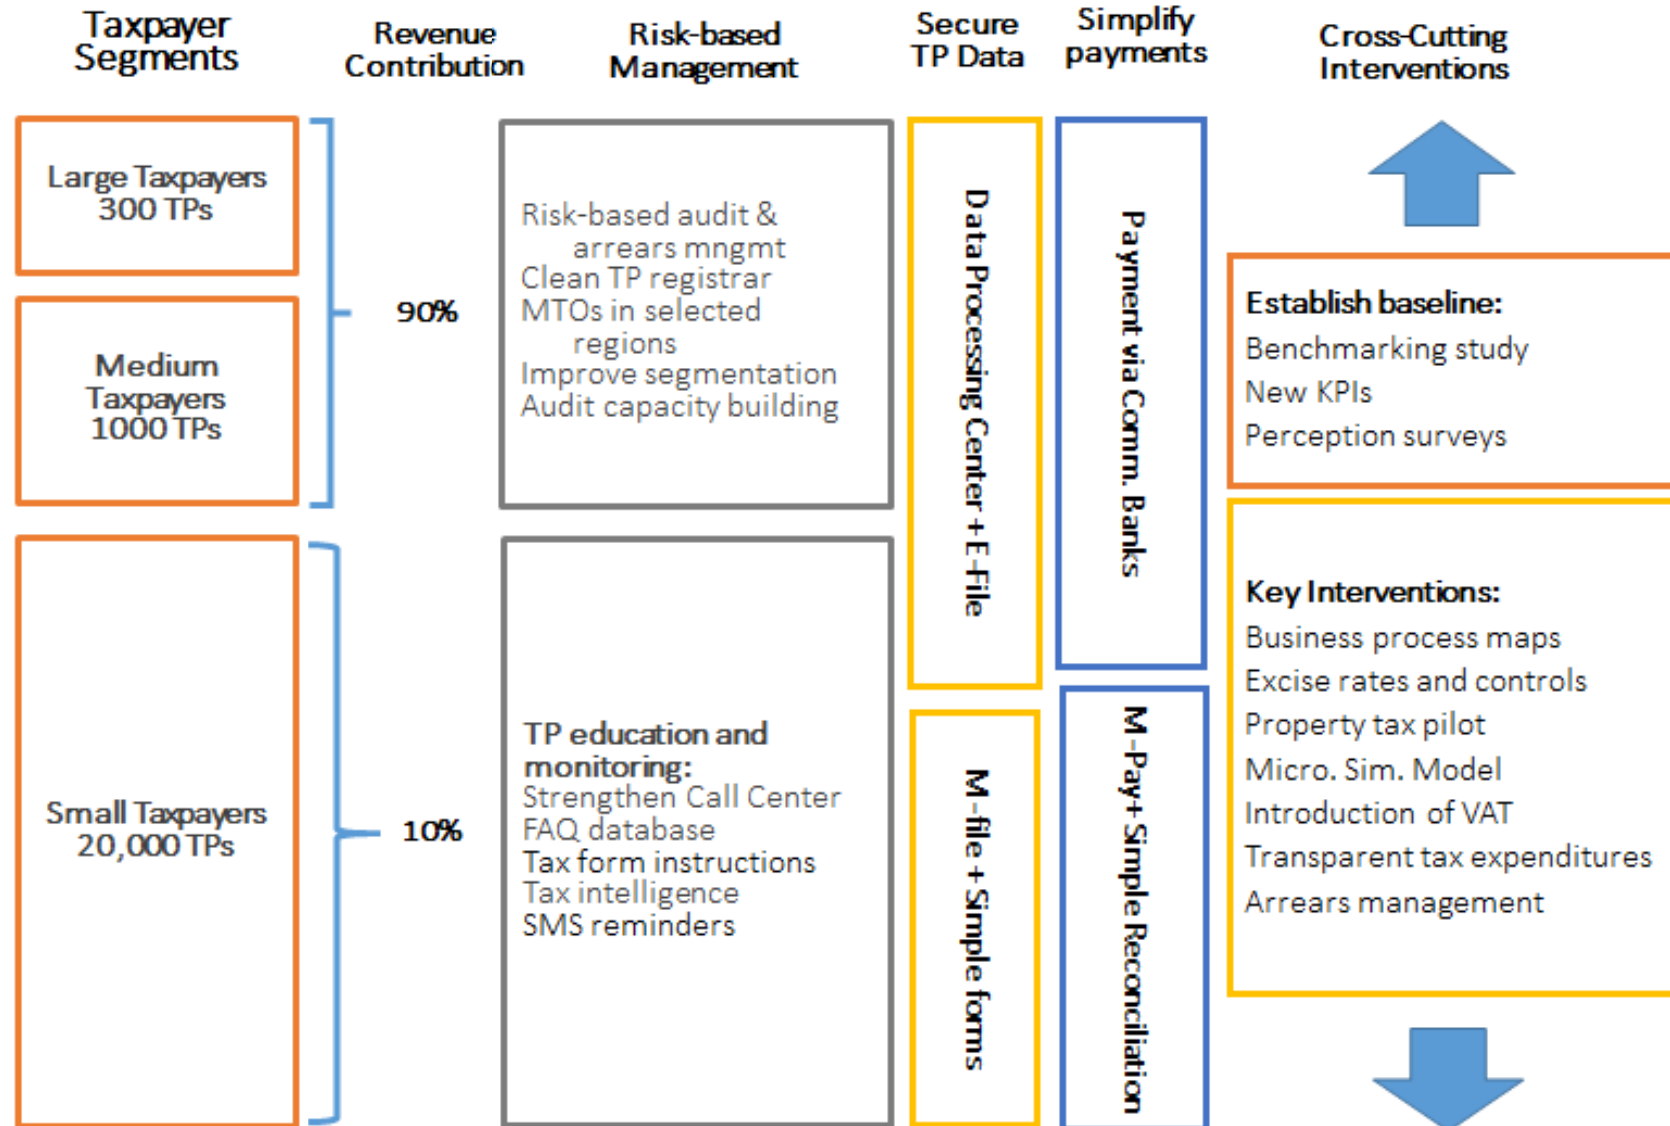 Taxpayer
Segments
Revenue
Contribution
Risk-based
Management
Secure
TP Data
Simplify
payments
Cross-Cutting
Interventions
Large Taxpayers
300 TPs
Medium
Taxpayers
1000 TPs
90%
Risk-based audit &
arrears mngmt
Clean TP registrar
MTOs in selected
regions
Improve segmentation
Audit capacity building
Data Processing Center + E-File
Payment via Comm. Banks
Establish baseline:
Benchmarking study
New KPIs
Perception surveys
Small Taxpayers
20,000 TPs
10%
TP education and
monitoring:
Strengthen Call Center
FAQ database
Tax form instructions
Tax intelligence
SMS reminders
M-file + Simple forms
M-Pay+ Simple Reconciliation
Key Interventions:
Business process maps
Excise rates and controls
Property tax pilot
Micro. Sim. Model
Introduction of VAT
Transparent tax expenditures
Arrears management